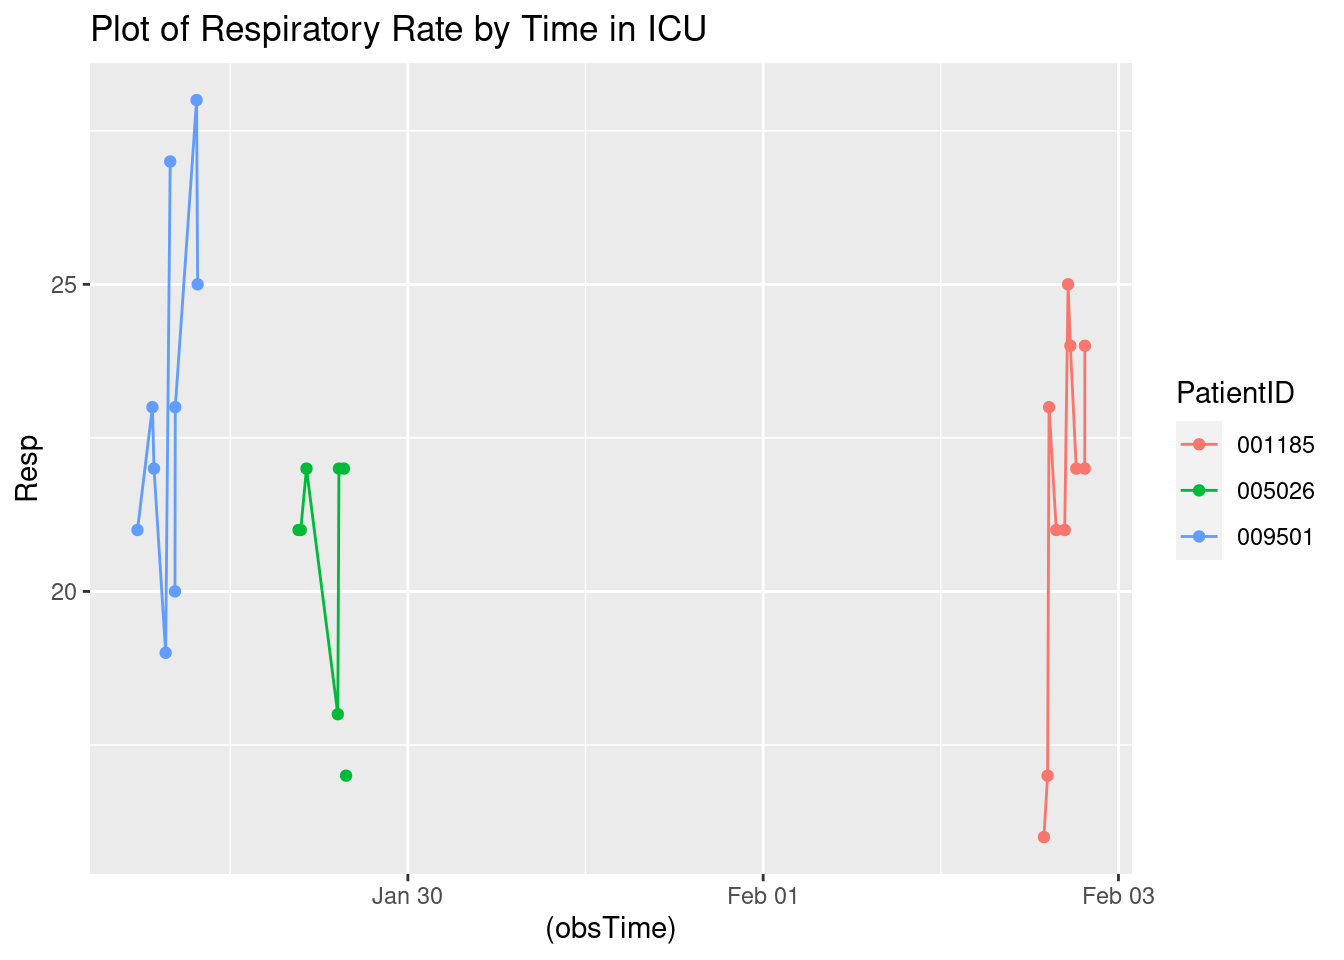 Plot of Respiratory Rate by Time in ICU
25
20
Resp
Jan 30
Feb 01
Feb 03
(obsTime)
PatientID
001185
005026
009501